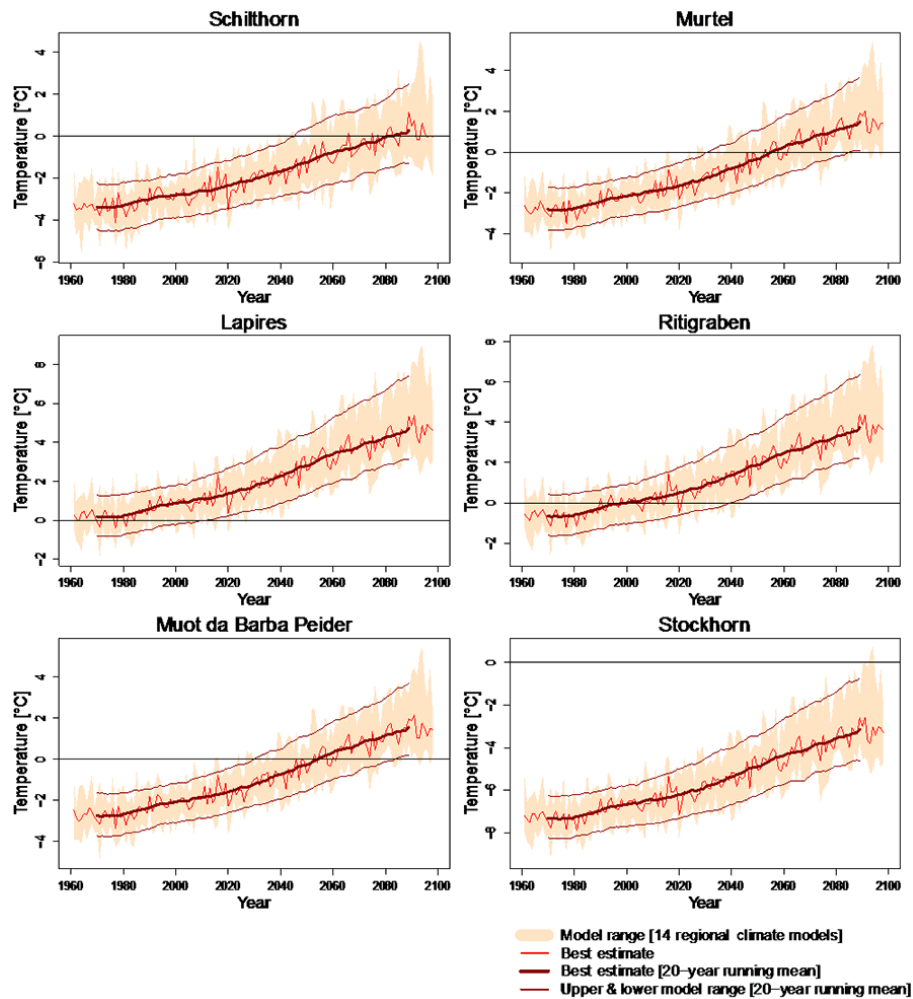 Schilthorn
Murtel
Temperature [°C]
4
2
0
−2
−4
−6
1960 1980 2000 2020 2040 2060 2080 2100
Year
Temperature [°C]
4
2
0
−2
−4
1960 1980 2000 2020 2040 2060 2080 2100
Year
Lapires
Ritigraben
Temperature [°C]
8
6
4
2
0
−2
1960 1980 2000 2020 2040 2060 2080 2100
Year
Temperature [°C]
8
6
4
2
0
−2
1960 1980 2000 2020 2040 2060 2080 2100
Year
Muot da Barba Peider
Stockhorn
Temperature [°C]
4
2
0
−2
−4
1960 1980 2000 2020 2040 2060 2080 2100
Year
Temperature [°C]
0
−2
−4
−6
−8
1960 1980 2000 2020 2040 2060 2080 2100
Year
Model range [14 regional climate models]
Best estimate
Best estimate [20−year running mean]
Upper & lower model range [20−year running mean]